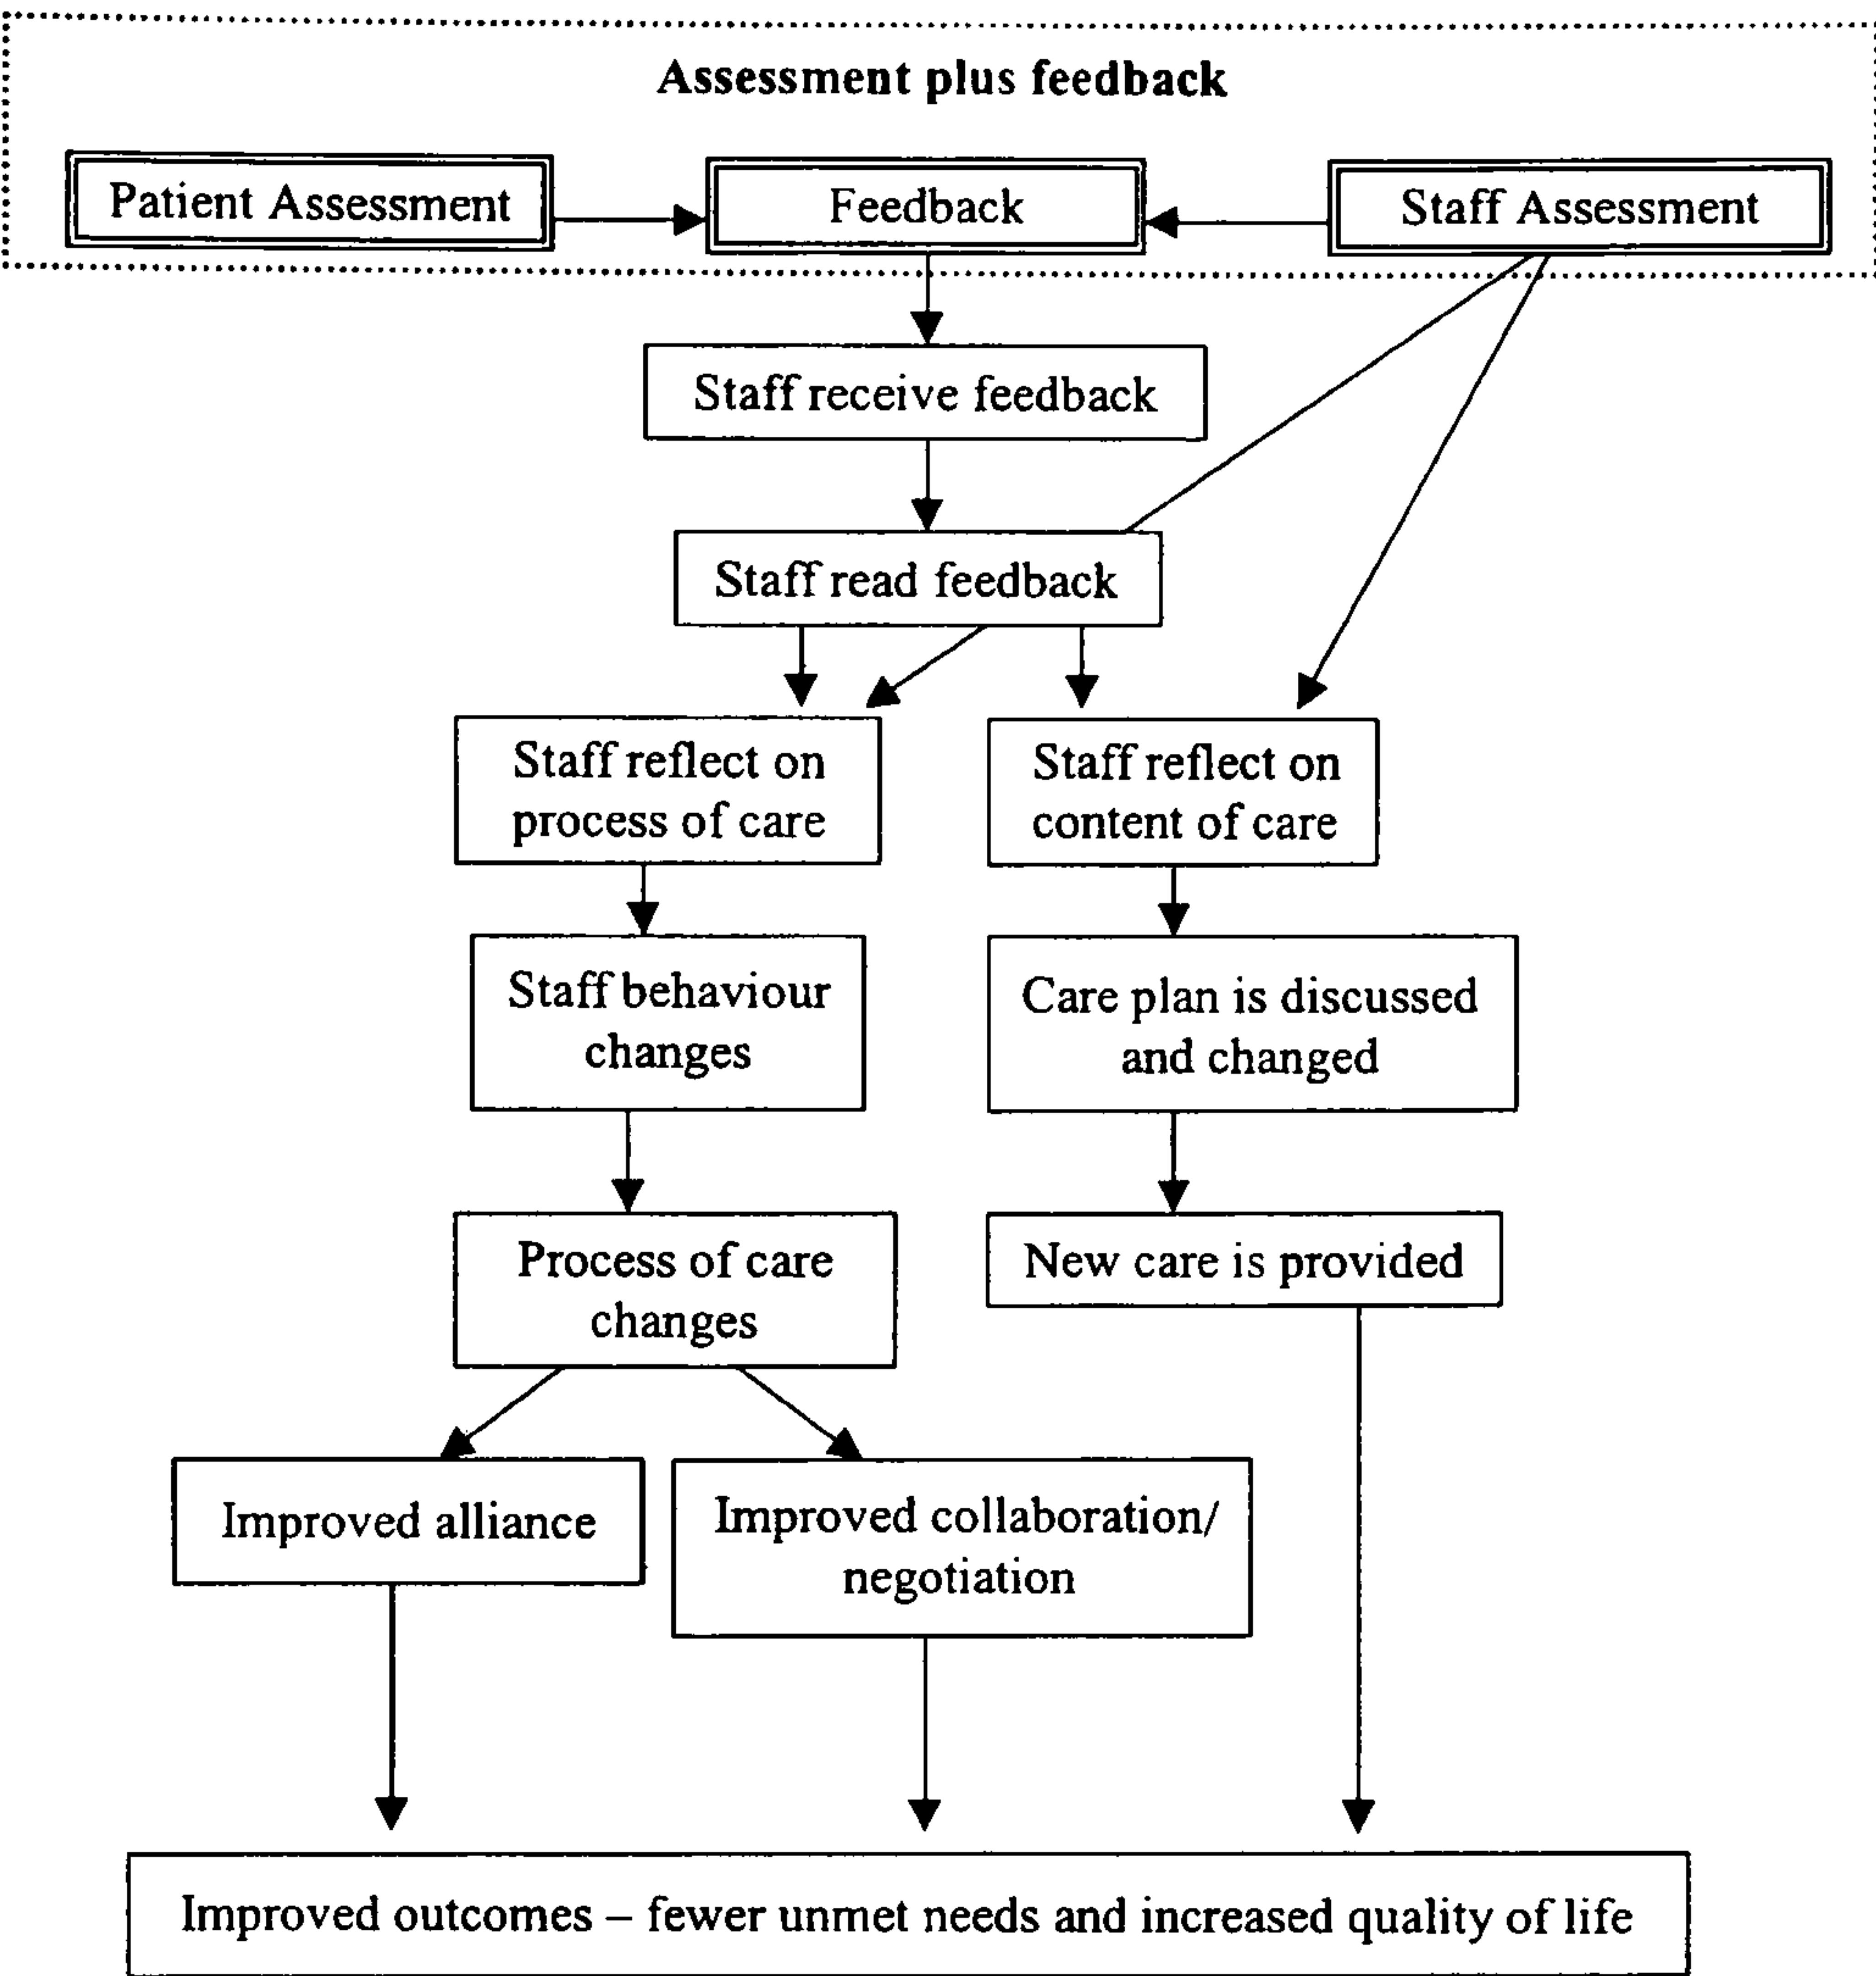 Assessment plus feedback
Patient Assessment
Feedback
Staff Assessment
Staff receive feedback
Staff read feedback
Staff reflect on
process of care
Staff reflect on
content of care
Staff behaviour
changes
Care plan is discussed
and changed
Process of care
changes
New care is provided
Improved alliance
Improved collaboration/
negotiation
Improved outcomes – fewer unmet needs and increased quality of life